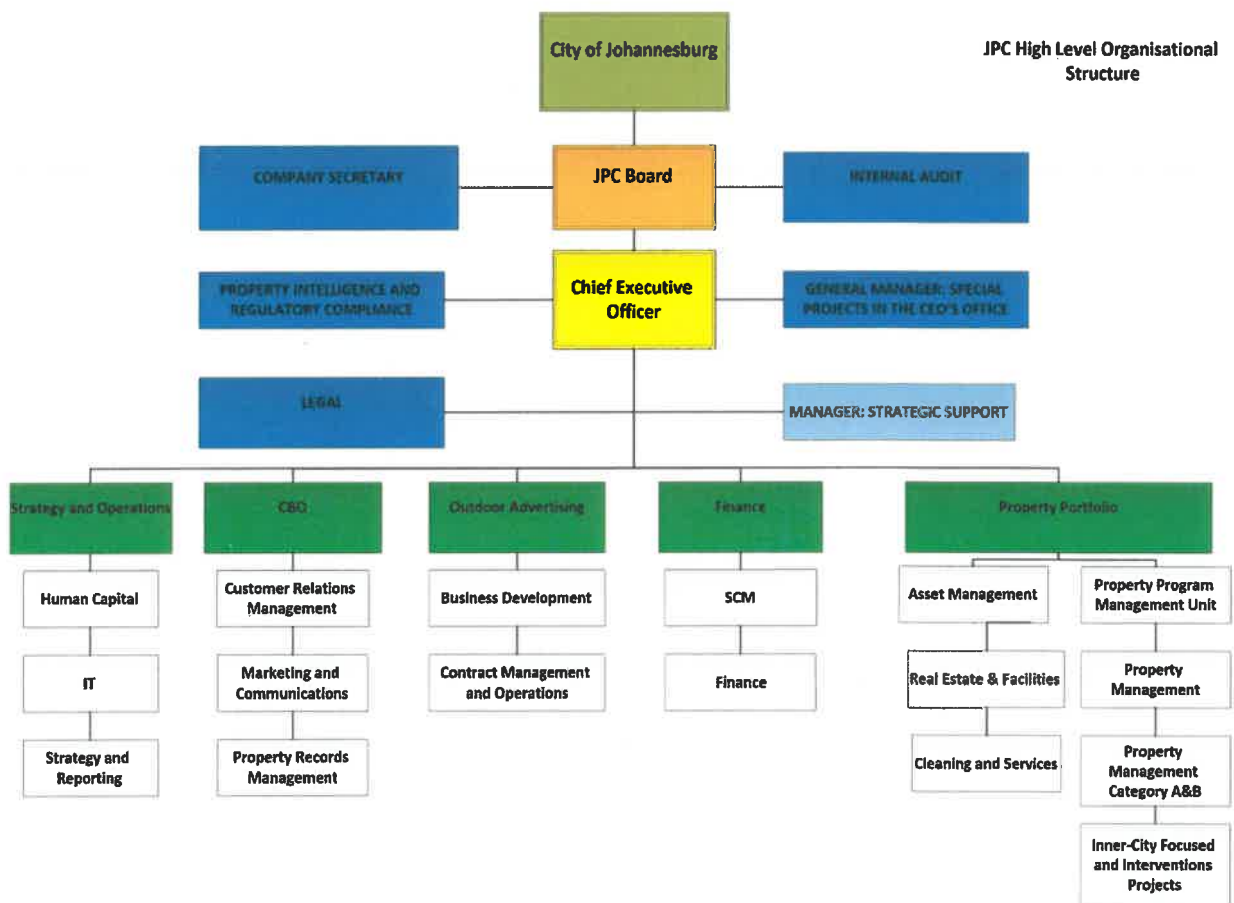 City of Johannesburg
JPC High Level Organisational
Structure
COMPANY SECRETARY
JPC Board
INTERNAL AUDIT
PROPERTY INTELLIGENCE AND
REGULATORY COMPLIANCE
Chief Executive
Officer
GENERAL MANAGER: SPECIAL
PROJECTS IN THE CEO'S OFFICE
LEGAL
MANAGER: STRATEGIC SUPPORT
Strategy and Operations
CBO
Outdoor Advertising
Finance
Property Portfolio
Human Capital
IT
Strategy and
Reporting
Customer Relations
Management
Marketing and
Communications
Property Records
Management
Business Development
Contract Management
and Operations
SCM
Finance
Asset Management
Real Estate & Facilities
Cleaning and Services
Property Program
Management Unit
Property
Management
Property
Management
Category A&B
Inner-City Focused
and Interventions
Projects